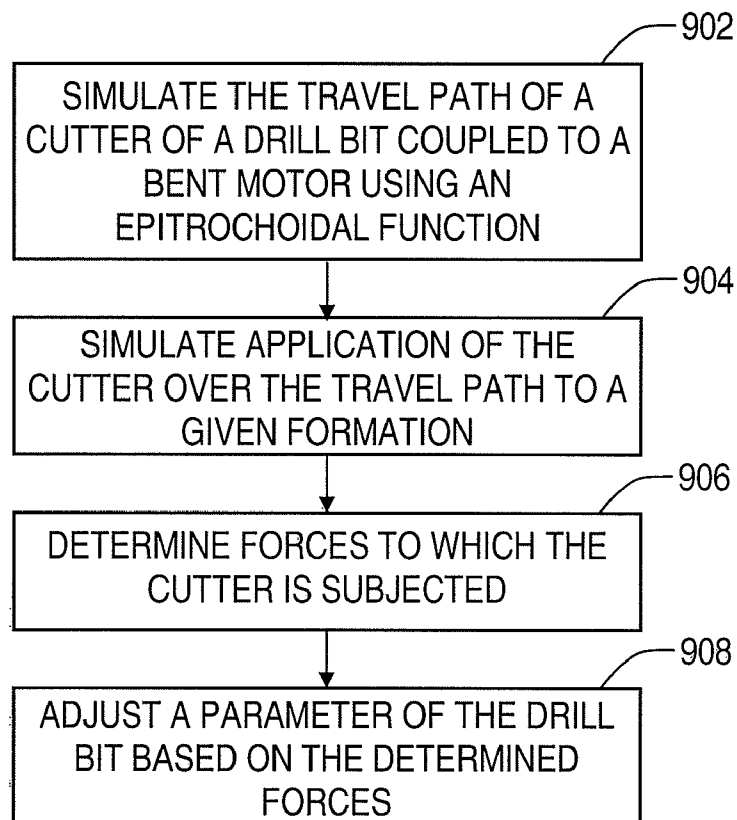 902
SIMULATE THE TRAVEL PATH OF A
CUTTER OF A DRILL BIT COUPLED TO A
BENT MOTOR USING AN
EPITROCHOIDAL FUNCTION
904
SIMULATE APPLICATION OF THE
CUTTER OVER THE TRAVEL PATH TO A
GIVEN FORMATION
906
DETERMINE FORCES TO WHICH THE
CUTTER IS SUBJECTED
908
ADJUST A PARAMETER OF THE DRILL
BIT BASED ON THE DETERMINED
FORCES